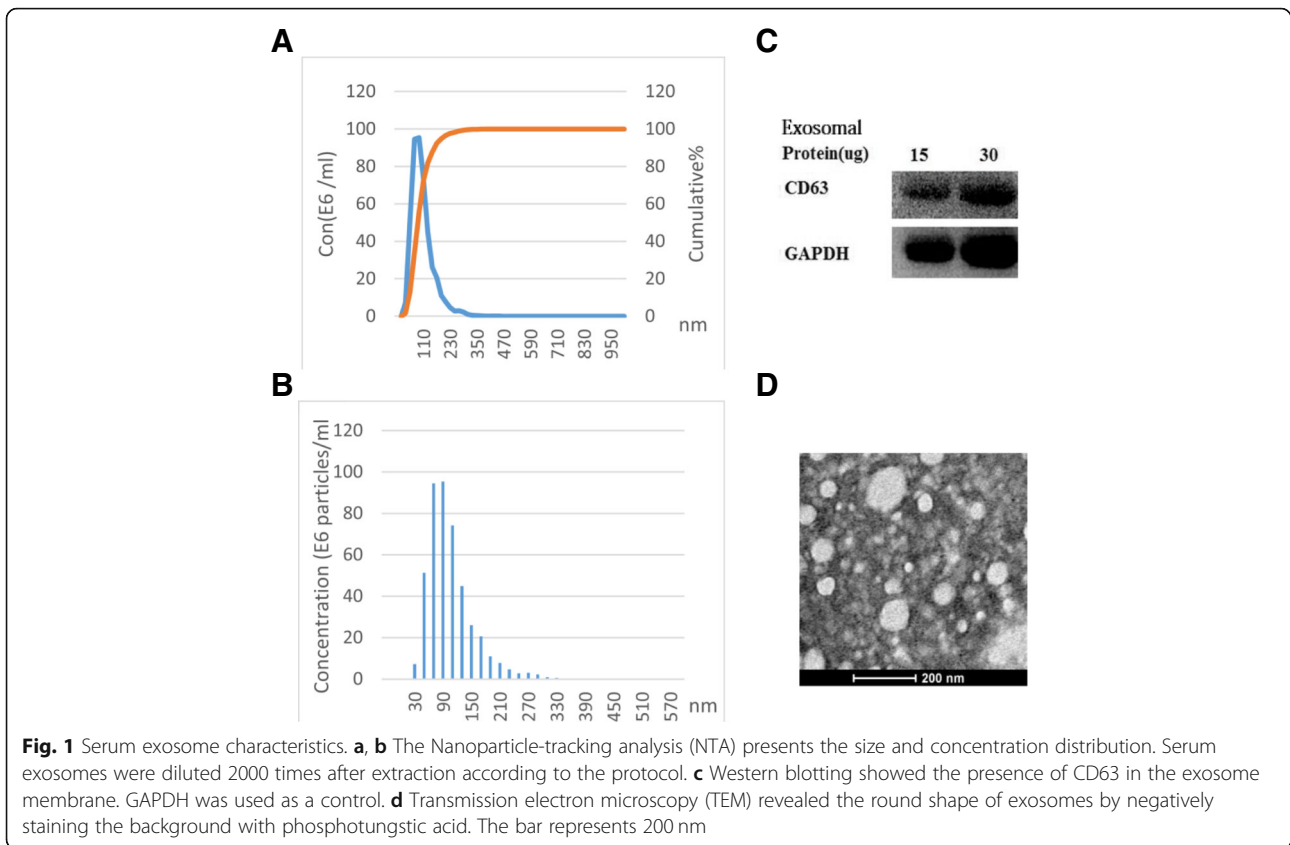 A
120
100
80
60
40
20
0
Con(E6 /ml)
120
100
80
60
40
20
0
Cumulative%
nm
110
230
350
470
590
710
830
950
C
Exosomal
Protein(ug) 15 30
CD63
GAPDH
B
120
100
80
60
40
20
0
Concentration (E6 particles/ml
30
90
150
210
270
330
390
450
510
570
nm
D
200 nm
Fig. 1 Serum exosome characteristics. a, b The Nanoparticle-tracking analysis (NTA) presents the size and concentration distribution. Serum
exosomes were diluted 2000 times after extraction according to the protocol. c Western blotting showed the presence of CD63 in the exosome
membrane. GAPDH was used as a control. d Transmission electron microscopy (TEM) revealed the round shape of exosomes by negatively
staining the background with phosphotungstic acid. The bar represents 200 nm